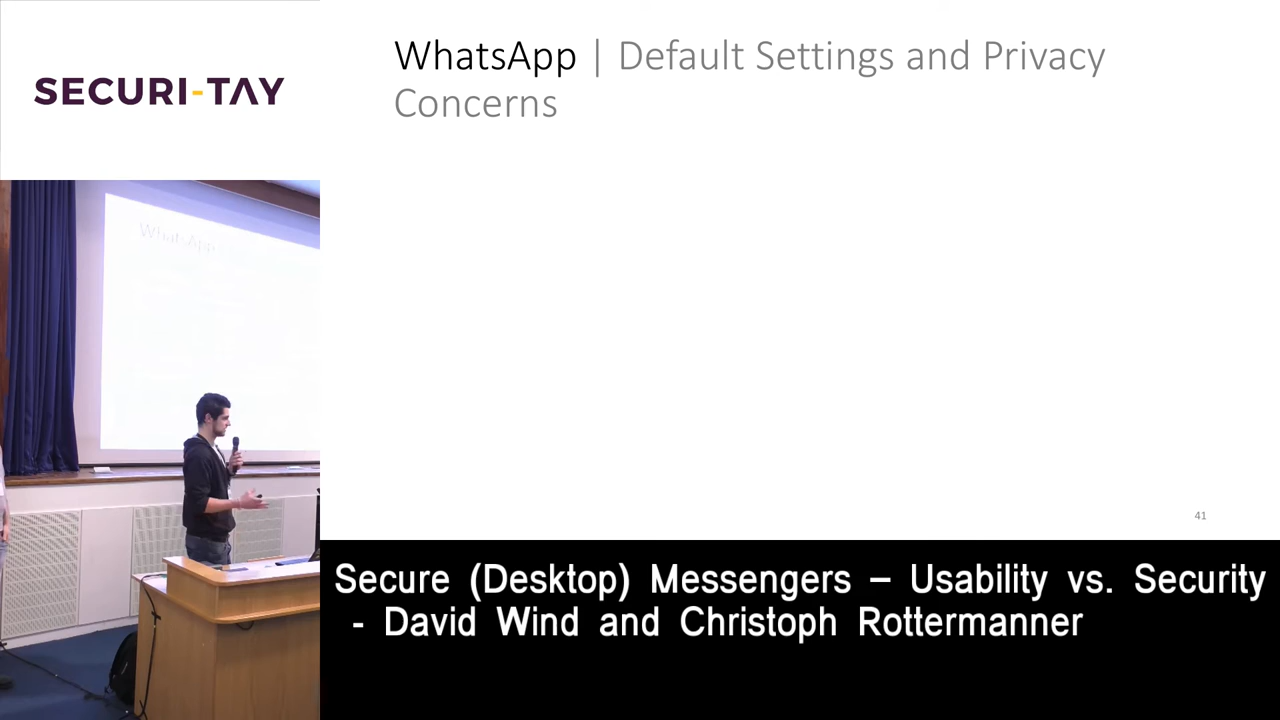 SECURI-TAY
WhatsApp | Default Settings and Privacy
Concerns
WhatsApp
41
Secure (Desktop) Messengers – Usability vs. Security
- David Wind and Christoph Rottermanner